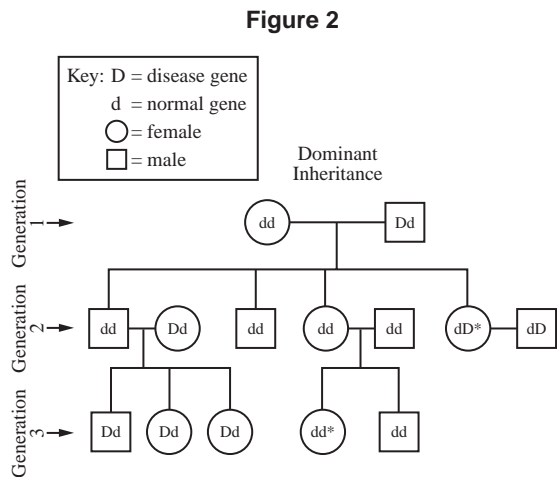 Figure 2
Key: D = disease gene
d = normal gene
= female
= male
Dominant
Inheritance
Generation
1
dd
Dd
Generation
2
dd
Dd
dd
dd
dd
dD*
dD
Generation
3
Dd
Dd
Dd
dd*
dd